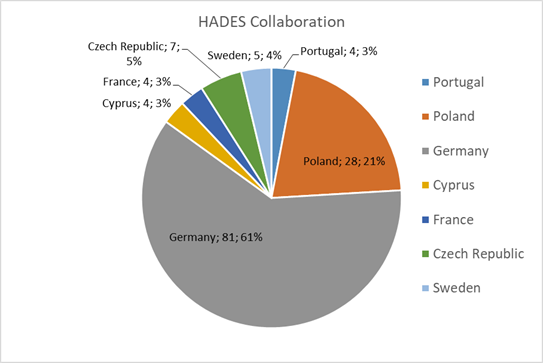 HADES Collaboration
Czech Republic; 7;
5%
Sweden; 5; 4%
Portugal; 4; 3%
France; 4; 3%
Cyprus; 4; 3%
Poland; 28; 21%
Germany; 81; 61%
Portugal
Poland
Germany
Cyprus
France
Czech Republic
Sweden